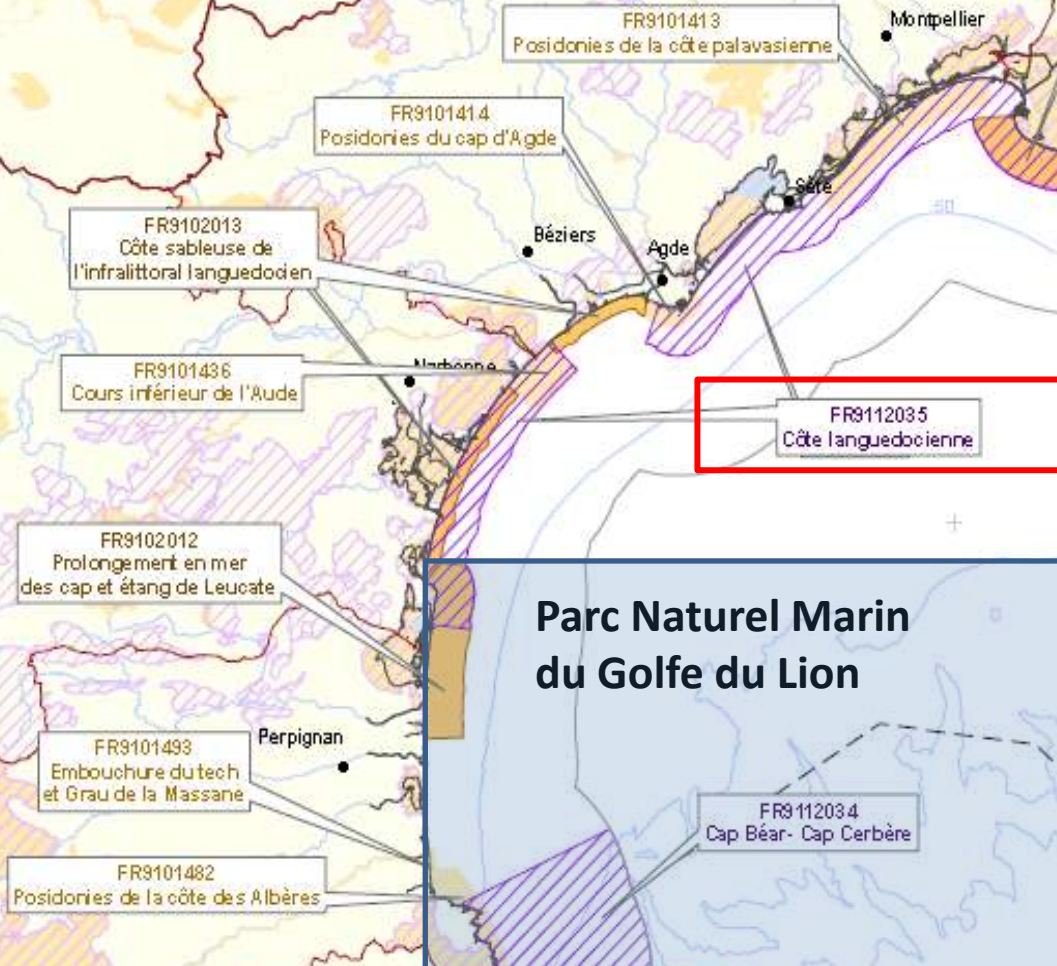 FR9101413
Posidonies de la côte palavasienne
Montpellier
FR9101414
Posidonies du cap d'Agde
Sète
FR9102013
Côte sableuse de
l'infralittoral languedocien
Béziers
Agde
50
FR9101436
Cours inférieur de l'Aude
Narbonne
FR9112035
Côte languedocienne
FR9102012
Prolongement en mer
des cap et étang de Leucate
Parc Naturel Marin
du Golfe du Lion
FR9101493
Embouchure du tech
et Grau de la Massane
Perpignan
FR9112034
Cap Béar- Cap Cerbère
FR9101482
Posidonies de la côte des Albères